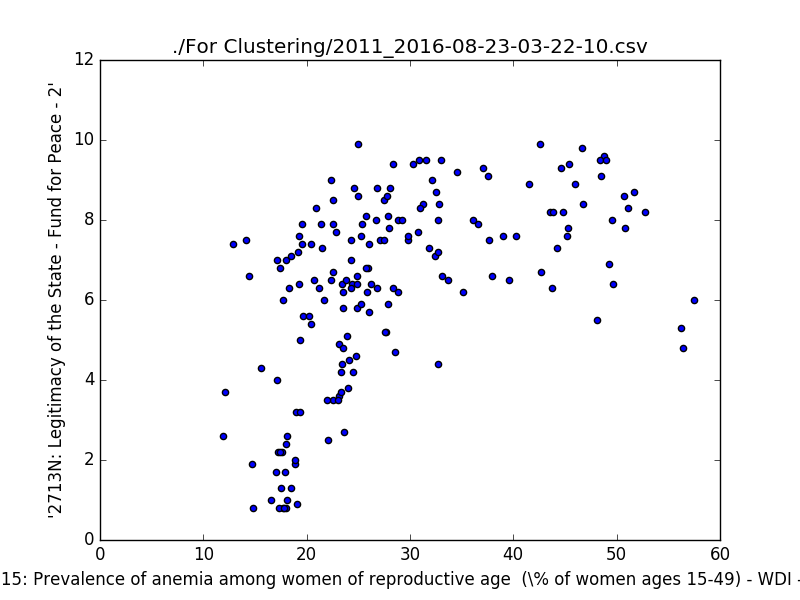 ./For Clustering/2011_2016-08-23-03-22-10.csv
12
10
8
6
4
2
0
'2713N: Legitimacy of the State - Fund for Peace - 2'
0 10 20 30 40 50 60
15: Prevalence of anemia among women of reproductive age  (\% of women ages 15-49) - WDI -